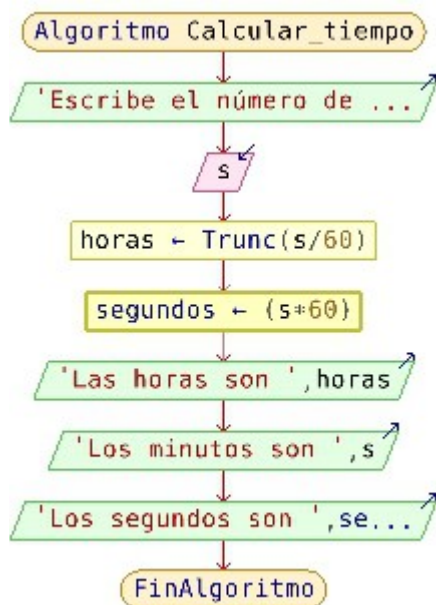 Algoritmo Calcular_tiempo
'Escribe el número de ...
s
horas ← Trunc(s/60)
segundos ← (s*60)
'Las horas son ',horas
'Los minutos son ',s
'Los segundos son ',se...
FinAlgoritmo